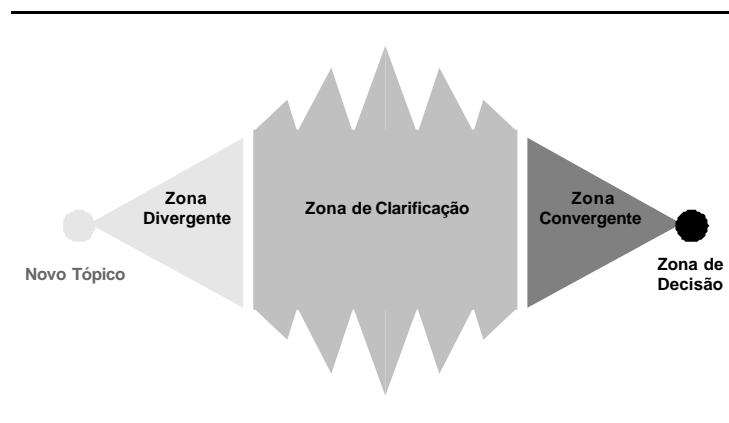 Zona
Divergente
Zona de Clarificação
Zona
Convergente
Novo Tópico
Zona de
Decisão